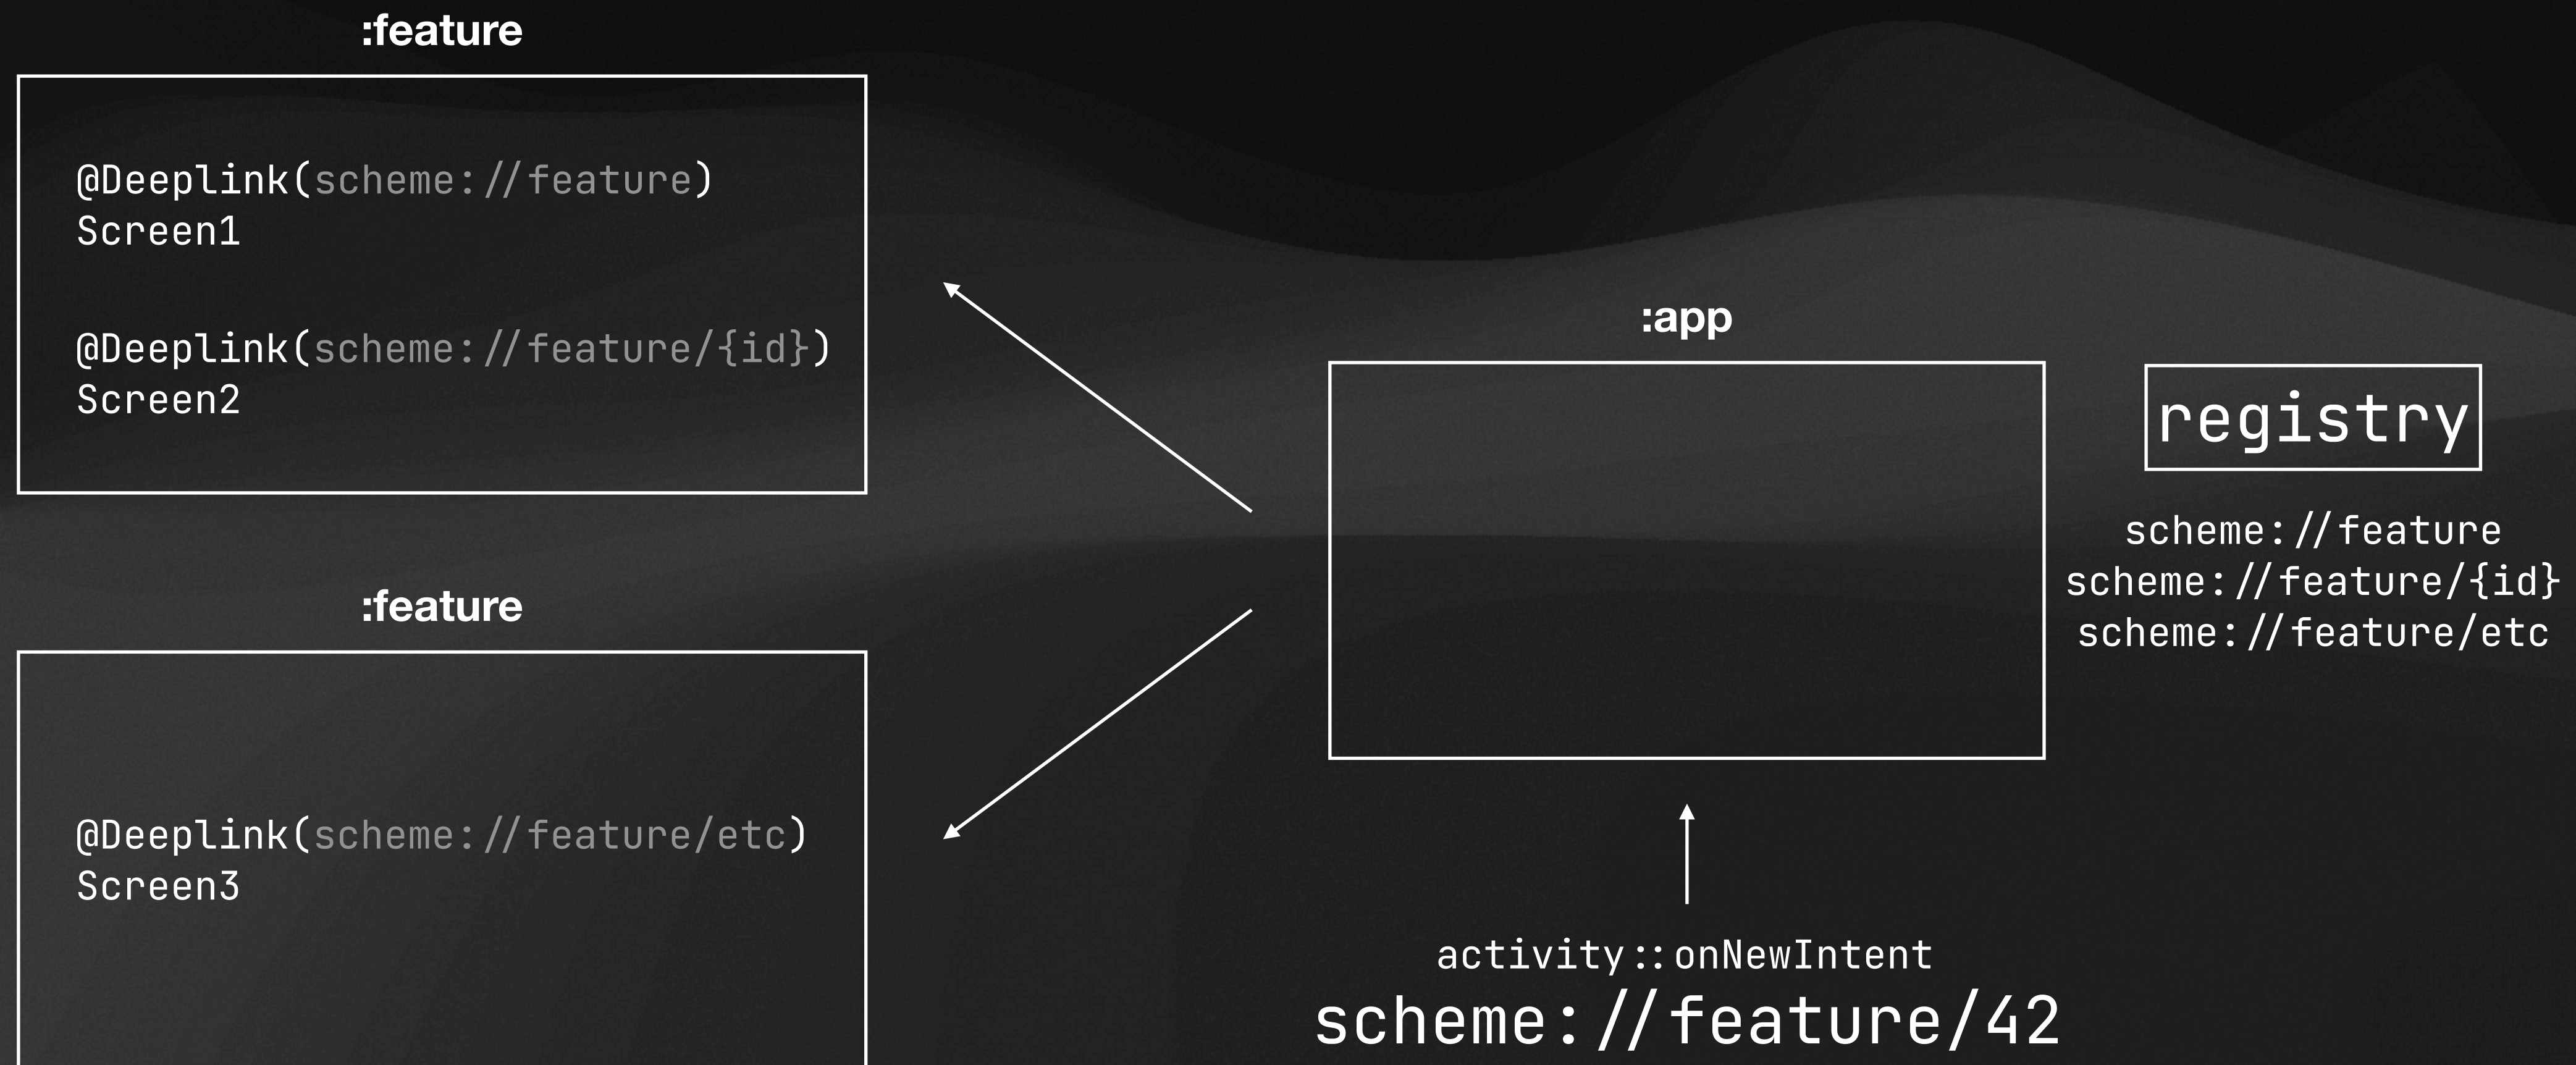 :feature
@Deeplink(scheme://feature)
Screen1
@Deeplink(scheme://feature/{id})
Screen2
:feature
@Deeplink(scheme://feature/etc)
Screen3
:app
registry
scheme://feature
scheme://feature/{id}
scheme://feature/etc
activity::onNewIntent
scheme://feature/42